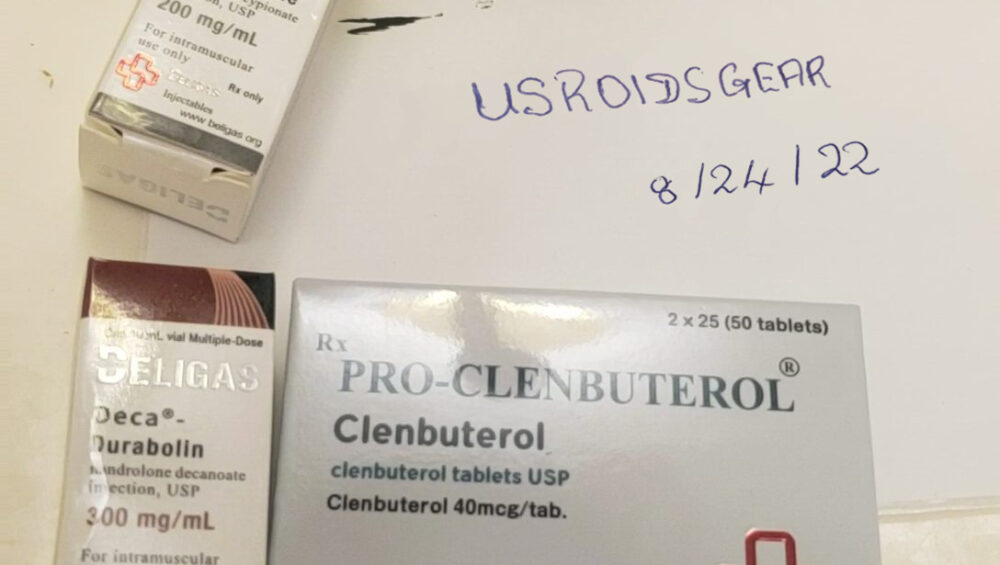 200 mg/mL
For intramuscular
use only
BELIGAS Rx only
Injectables
www.beligas.org
BELIGAS
USROIDSGEAR
8/24/22
vial Multiple-Dose
BELIGAS
Deca®-
Durabolin
nandrolone decanoate
injection, USP
300 mg/mL
For intramuscular
2 x 25 (50 tablets)
Rx
PRO-CLENBUTEROL®
Clenbuterol
clenbuterol tablets USP
Clenbuterol 40mcg/tab.